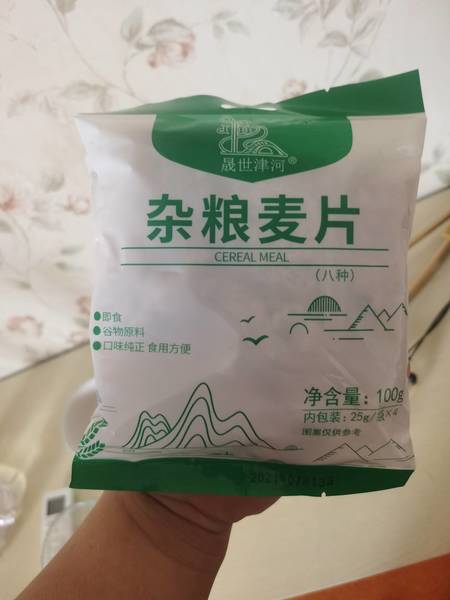 晟世津河®
杂粮麦片
CEREAL MEAL
（八种）
●即食
●谷物原料
●口味纯正 食用方便
净含量：100g
内包装：25g/袋×4
图案仅供参考